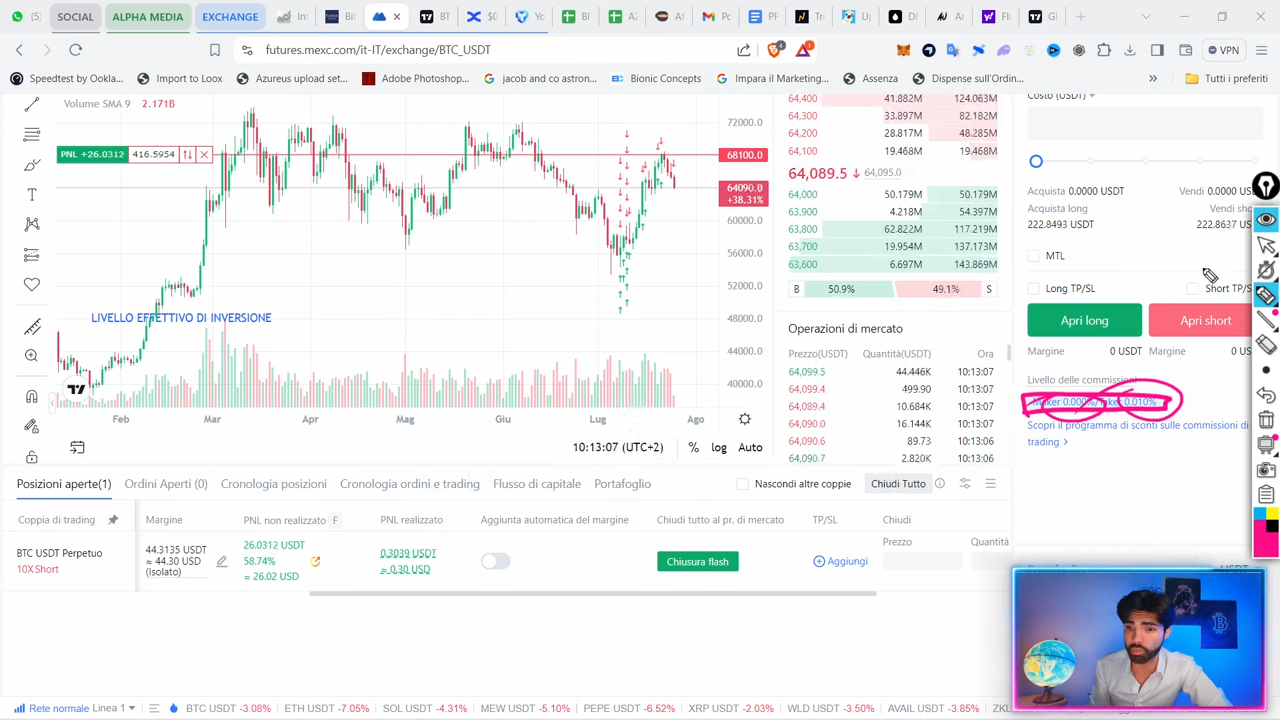 (5)
SOCIAL
ALPHA MEDIA
EXCHANGE
futures.mexc.com/it-IT/exchange/BTC_USDT
VPN
Speedtest by Ookla...
Import to Loox
Azureus upload set...
Adobe Photoshop...
jacob and co astron...
Bionic Concepts
Impara il Marketing...
Assenza
Dispense sull'Ordin...
Tutti i preferiti
Volume SMA 9 2.171B
PNL +26.0312 416.5954
LIVELLO EFFETTIVO DI INVERSIONE
72000.0
68100.0
64090.0
+38.31%
60000.0
56000.0
52000.0
48000.0
44000.0
40000.0
Feb Mar Apr Mag Giu Lug Ago
10:13:07 (UTC+2) % log Auto
64,400 41.882M 124.063M
64,300 33.897M 82.182M
64,200 28.817M 48.285M
64,100 19.468M 19.468M
64,089.5 64,095.0
64,000 50.179M 50.179M
63,900 4.218M 54.397M
63,800 62.822M 117.219M
63,700 19.954M 137.173M
63,600 6.697M 143.869M
B 50.9% 49.1% S
Operazioni di mercato
Prezzo(USDT) Quantità(USDT) Ora
64,099.5 44.446K 10:13:07
64,099.4 499.90 10:13:07
64,089.4 10.684K 10:13:07
64,090.0 16.144K 10:13:07
64,090.6 89.73 10:13:06
64,090.7 2.820K 10:13:06
Costo (USDT)
Acquista 0.0000 USDT Vendi 0.0000
Acquista long
222.8493 USDT
222.8637
MTL
Long TP/SL Short
Apri long Apri short
Margine 0 USDT Margine 0
Livello delle commissioni
Maker 0.000%/Taker 0.010%
Scopri il programma di sconti sulle commissioni di
trading
Posizioni aperte(1) Ordini Aperti (0) Cronologia posizioni Cronologia ordini e trading Flusso di capitale Portafoglio
Nascondi altre coppie Chiudi Tutto
Coppia di trading
BTC USDT Perpetuo
10X Short
Margine
44.3135 USDT
≈ 44.30 USD
(Isolato)
PNL non realizzato F
26.0312 USDT
58.74%
≈ 26.02 USD
PNL realizzato
0.3039 USDT
≈ 0.30 USD
Aggiunta automatica del margine
Chiudi tutto al pr. di mercato
Chiusura flash
TP/SL
Aggiungi
Chiudi
Prezzo Quantità
Rete normale Linea 1 BTC USDT -3.08% ETH USDT -7.05% SOL USDT -4.31% MEW USDT -5.10% PEPE USDT -6.52% XRP USDT -2.03% WLD USDT -3.50% AVAIL USDT -3.85%